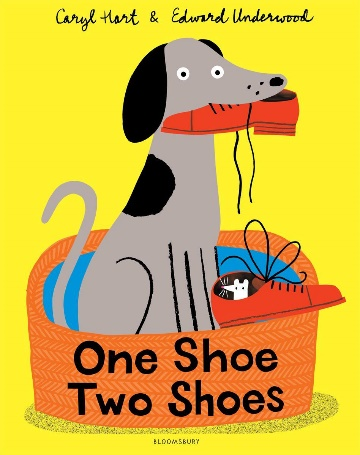 Caryl Hart & Edward Underwood
One Shoe
Two Shoes
BLOOMSBURY